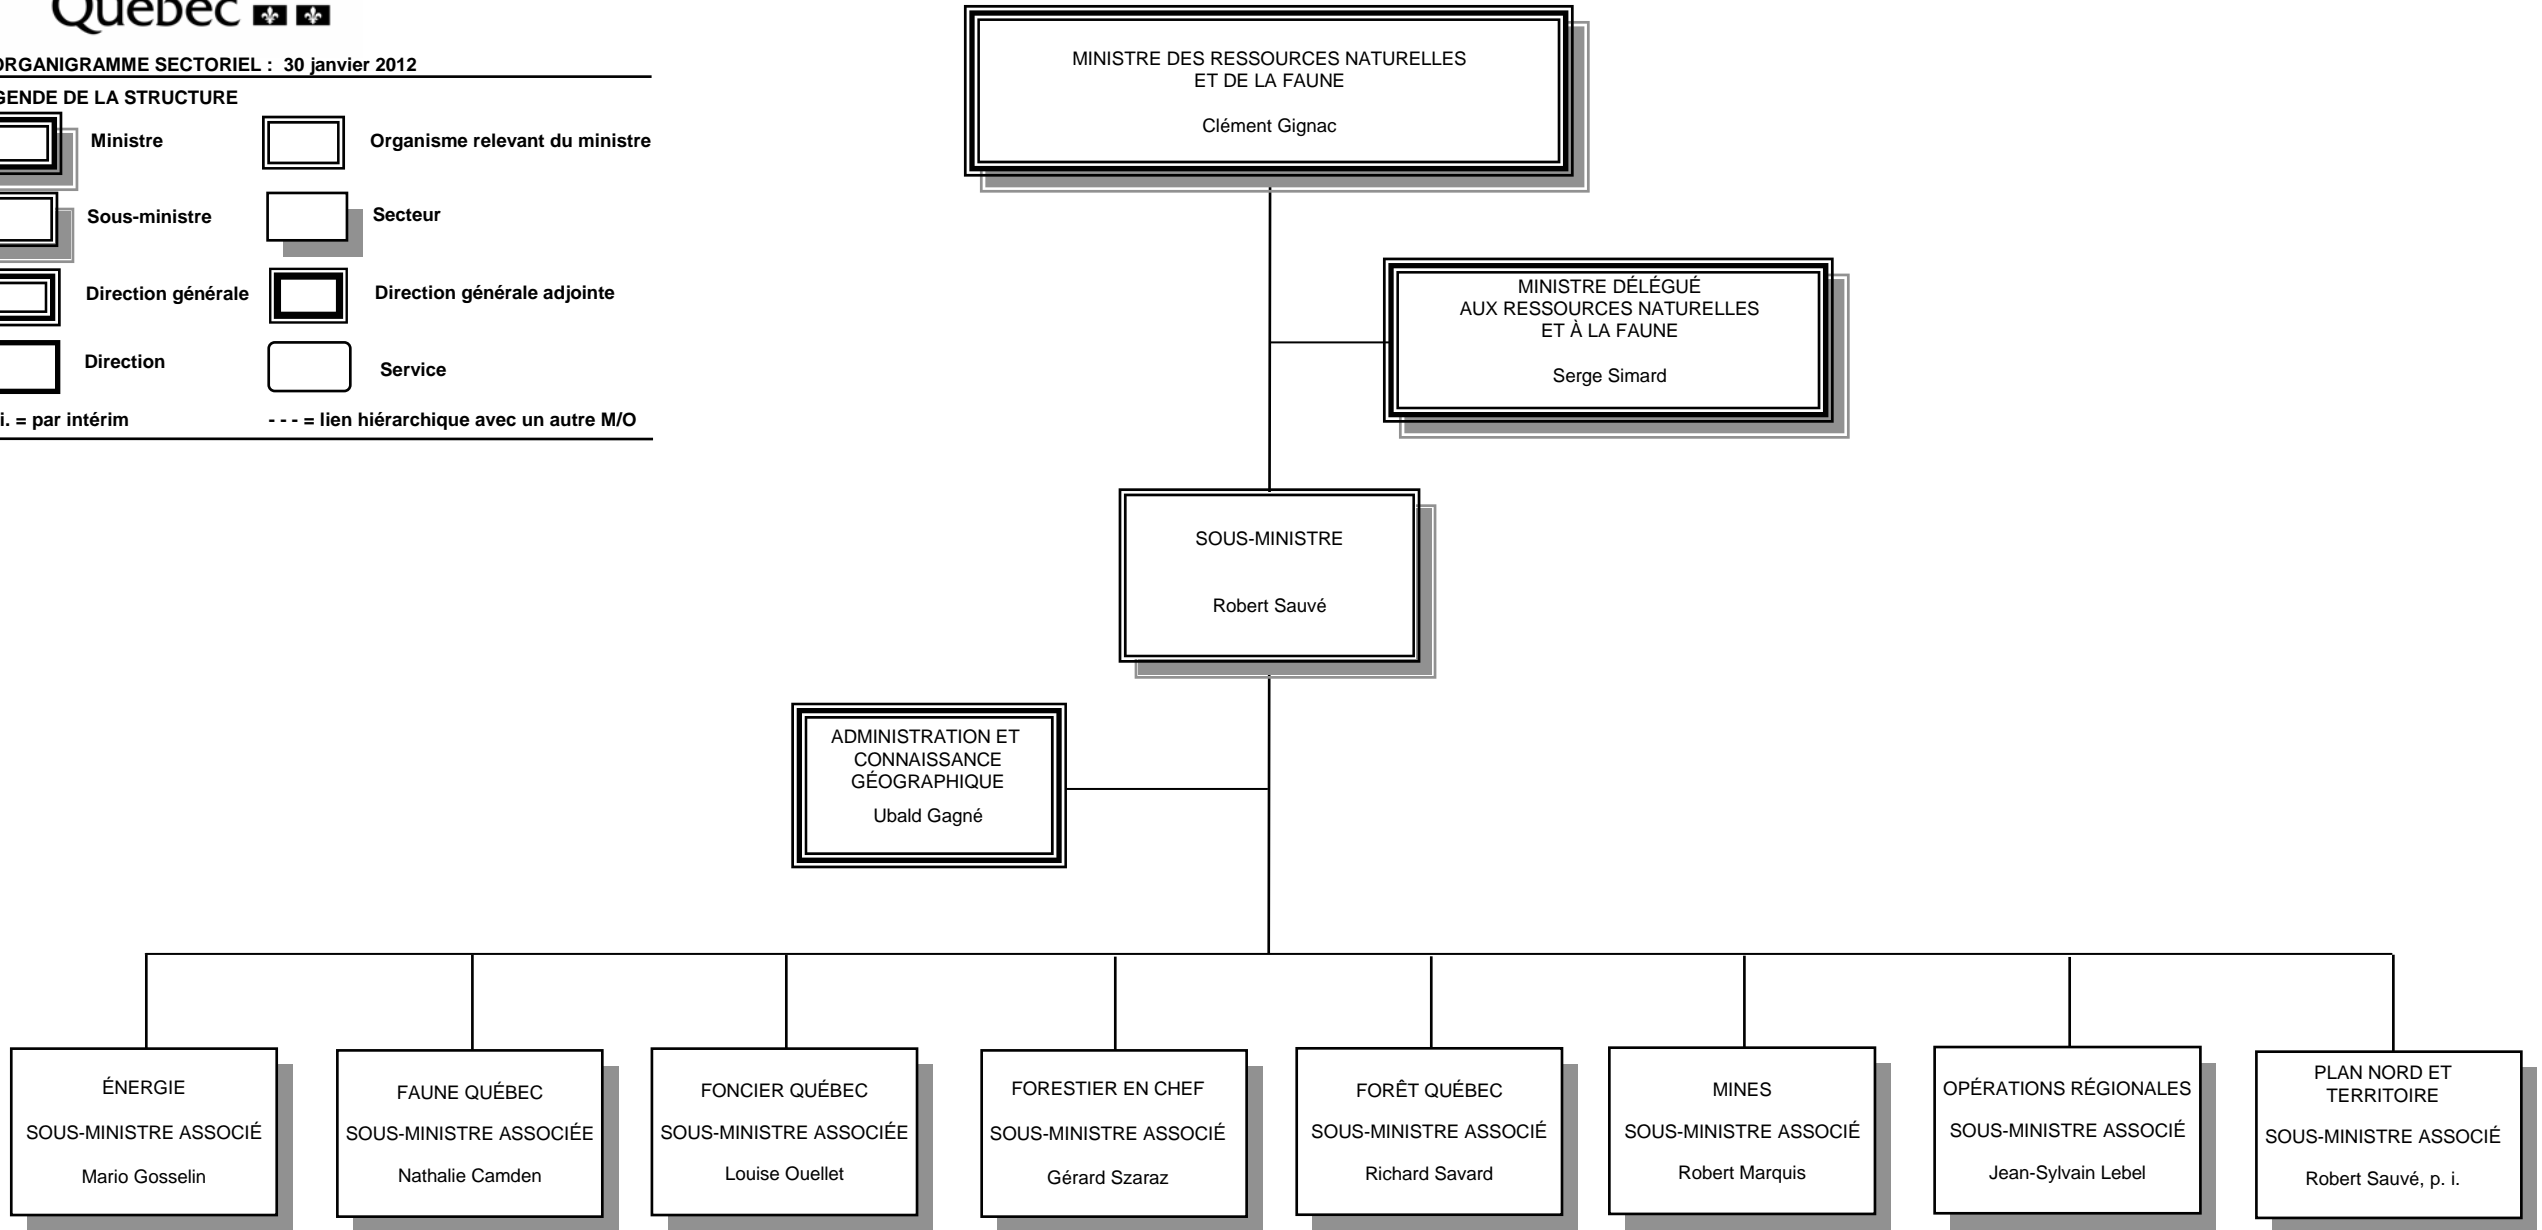 Québec
ORGANIGRAMME SECTORIEL : 30 janvier 2012
GENDE DE LA STRUCTURE
Ministre
Organisme relevant du ministre
Sous-ministre
Secteur
Direction générale
Direction générale adjointe
Direction
Service
i. = par intérim
- - - = lien hiérarchique avec un autre M/O
MINISTRE DES RESSOURCES NATURELLES
ET DE LA FAUNE
Clément Gignac
MINISTRE DÉLÉGUÉ
AUX RESSOURCES NATURELLES
ET À LA FAUNE
Serge Simard
SOUS-MINISTRE
Robert Sauvé
ADMINISTRATION ET
CONNAISSANCE
GÉOGRAPHIQUE
Ubald Gagné
ÉNERGIE
SOUS-MINISTRE ASSOCIÉ
Mario Gosselin
FAUNE QUÉBEC
SOUS-MINISTRE ASSOCIÉE
Nathalie Camden
FONCIER QUÉBEC
SOUS-MINISTRE ASSOCIÉE
Louise Ouellet
FORESTIER EN CHEF
SOUS-MINISTRE ASSOCIÉ
Gérard Szaraz
FORÊT QUÉBEC
SOUS-MINISTRE ASSOCIÉ
Richard Savard
MINES
SOUS-MINISTRE ASSOCIÉ
Robert Marquis
OPÉRATIONS RÉGIONALES
SOUS-MINISTRE ASSOCIÉ
Jean-Sylvain Lebel
PLAN NORD ET
TERRITOIRE
SOUS-MINISTRE ASSOCIÉ
Robert Sauvé, p. i.